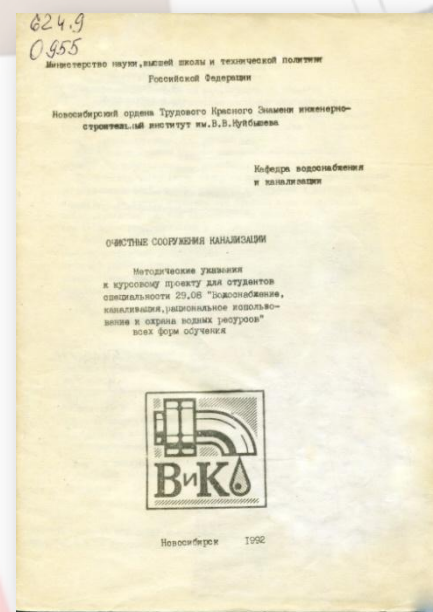 624.9
О955
Министерство науки, высшей школы и технической политики
Российской Федерации
Новосибирский ордена Трудового Красного Знамени инженерно-
строительный институт им.В.В.Куйбышева
Кафедра водоснабжения
и канализации
ОЧИСТНЫЕ СООРУЖЕНИЯ КАНАЛИЗАЦИИ
Методические указания
к курсовому проекту для студентов
специальности 29.08 "Водоснабжение,
канализация, рациональное использо-
вание и охрана водных ресурсов"
всех форм обучения
ВиК
Новосибирск 1992